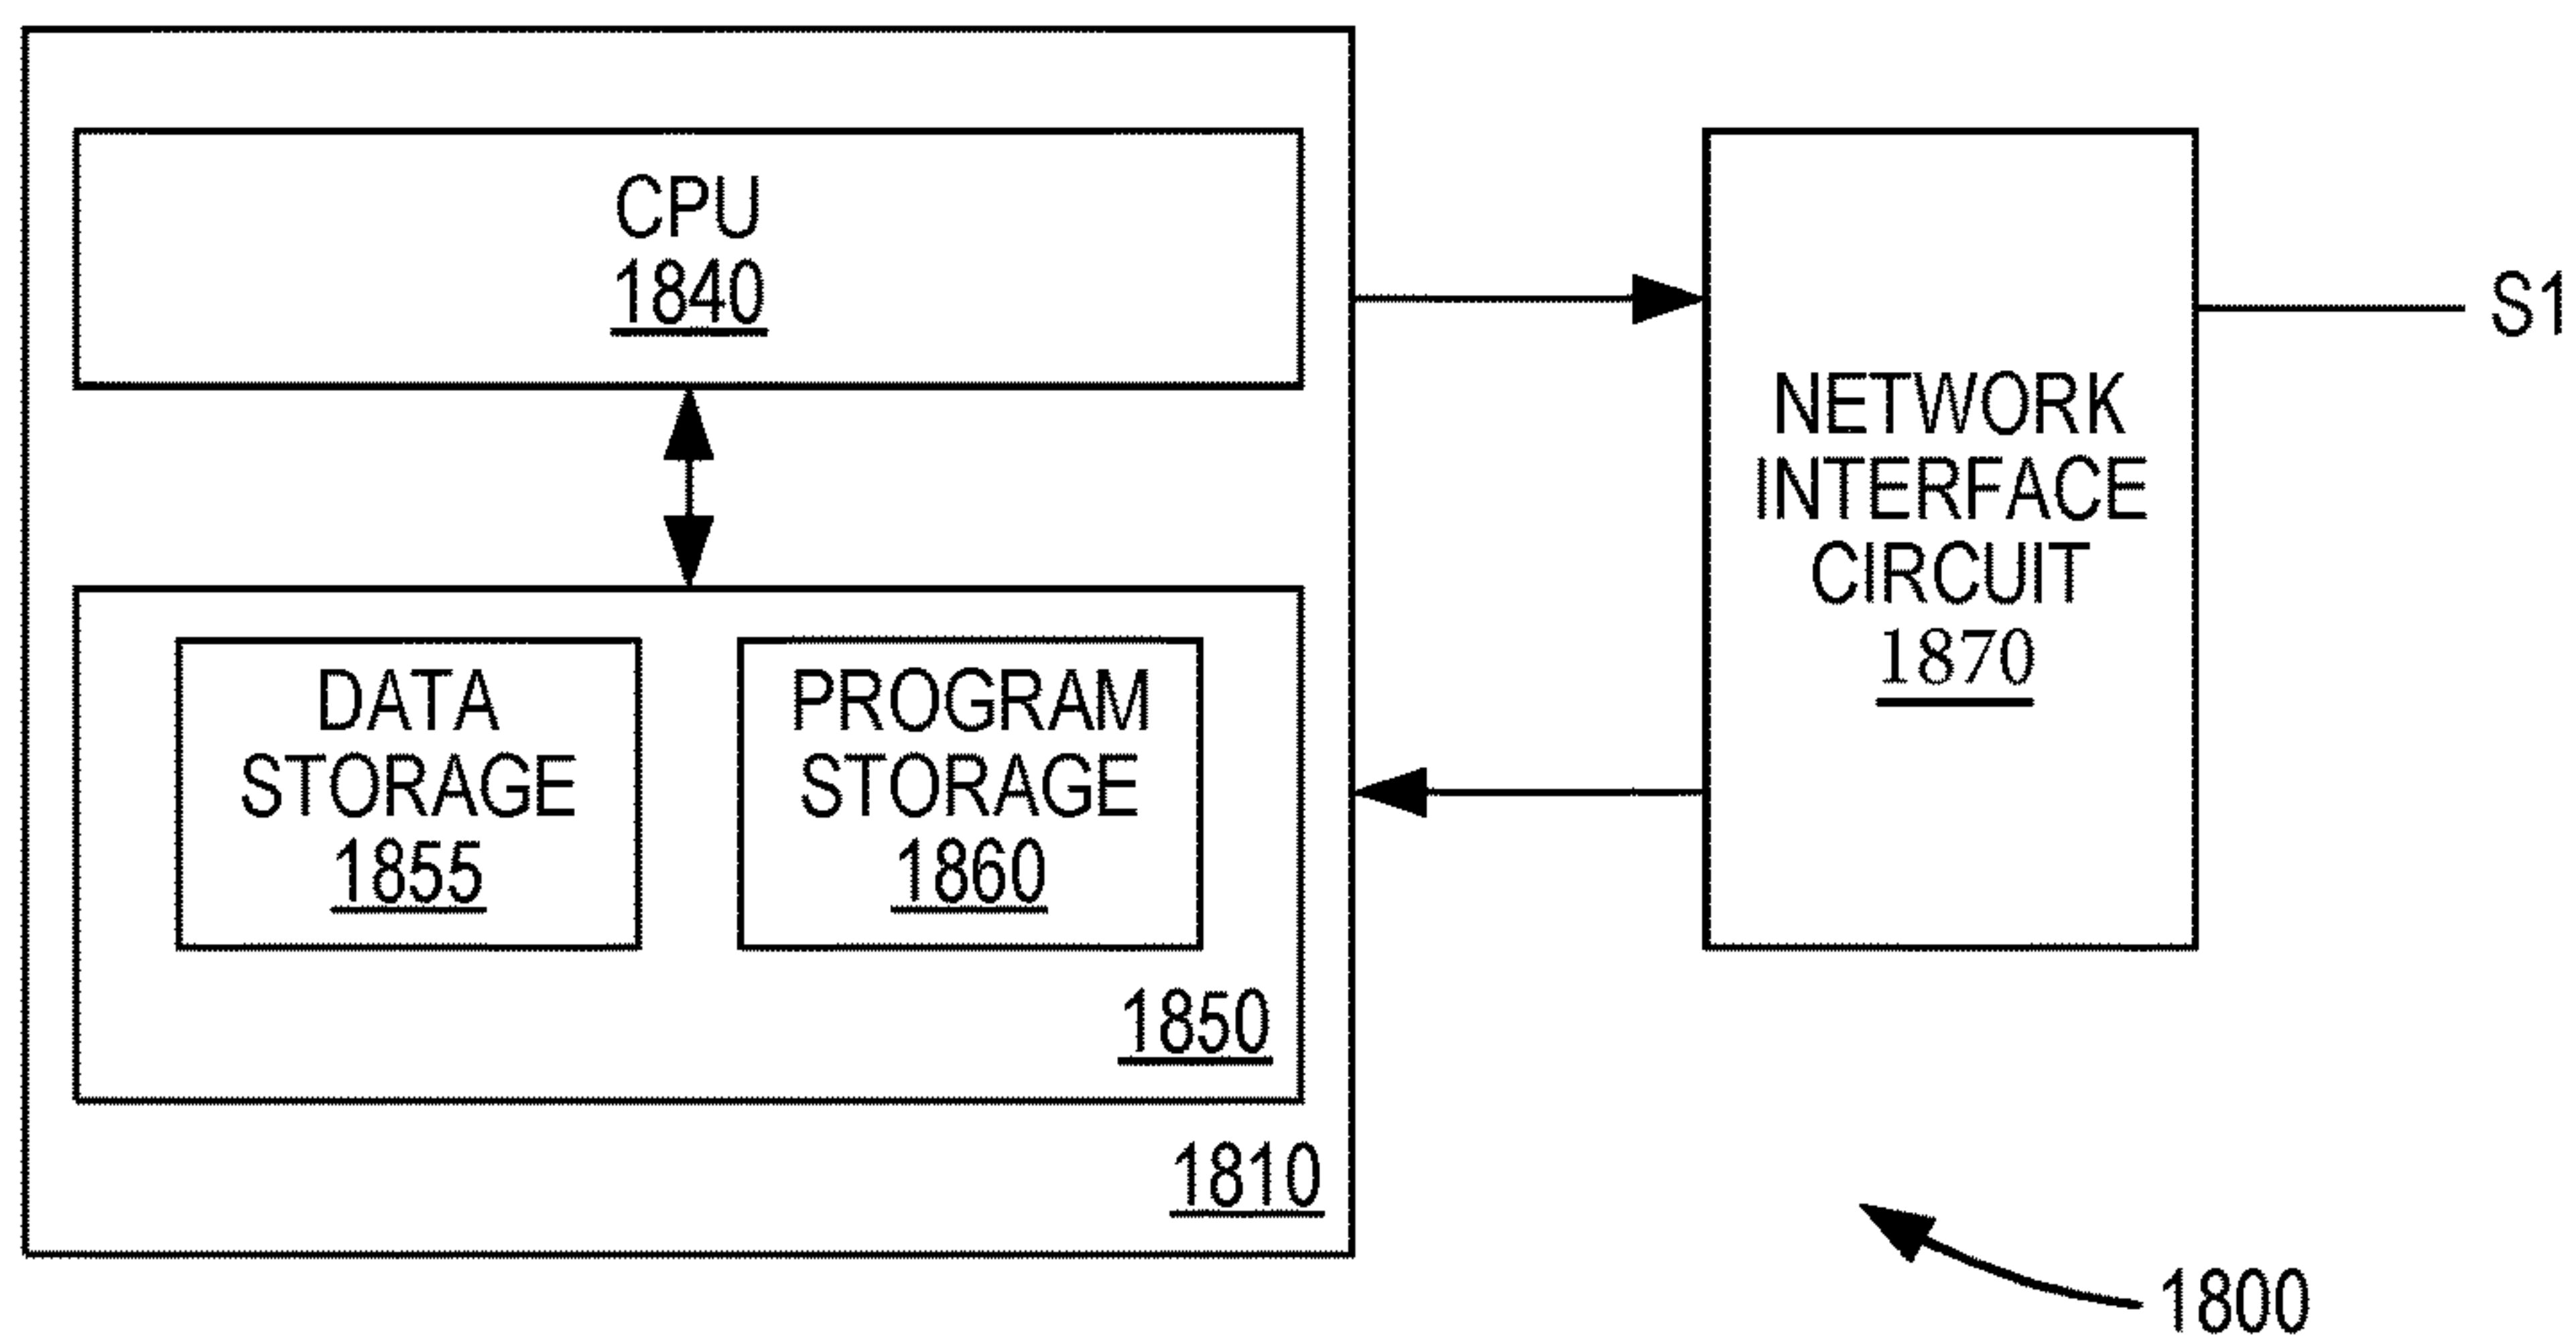 CPU
1840
S1
NETWORK
INTERFACE
CIRCUIT
1870
DATA
STORAGE
1855
PROGRAM
STORAGE
1860
1850
1810
1800